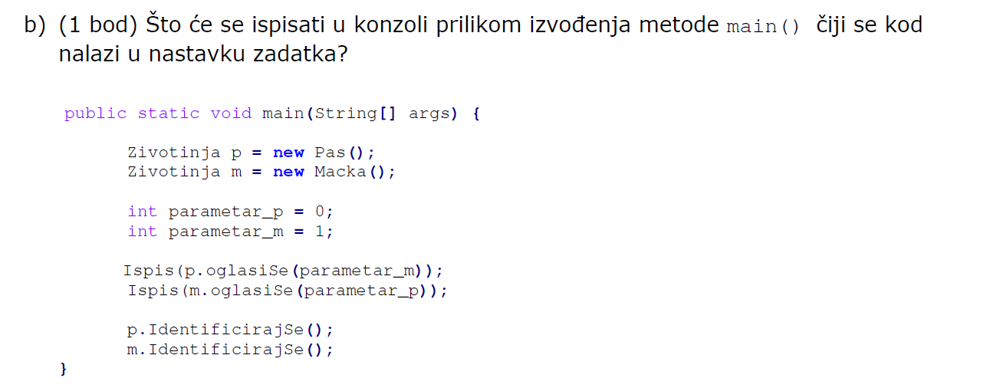 b) (1 bod) Što će se ispisati u konzoli prilikom izvođenja metode main() čiji se kod
nalazi u nastavku zadatka?
public static void main(String[] args) {
Zivotinja p = new Pas();
Zivotinja m = new Macka();
int parametar_p = 0;
int parametar_m = 1;
Ispis(p.oglasiSe(parametar_m));
Ispis(m.oglasiSe(parametar_p));
p.IdentificirajSe();
m.IdentificirajSe();
}